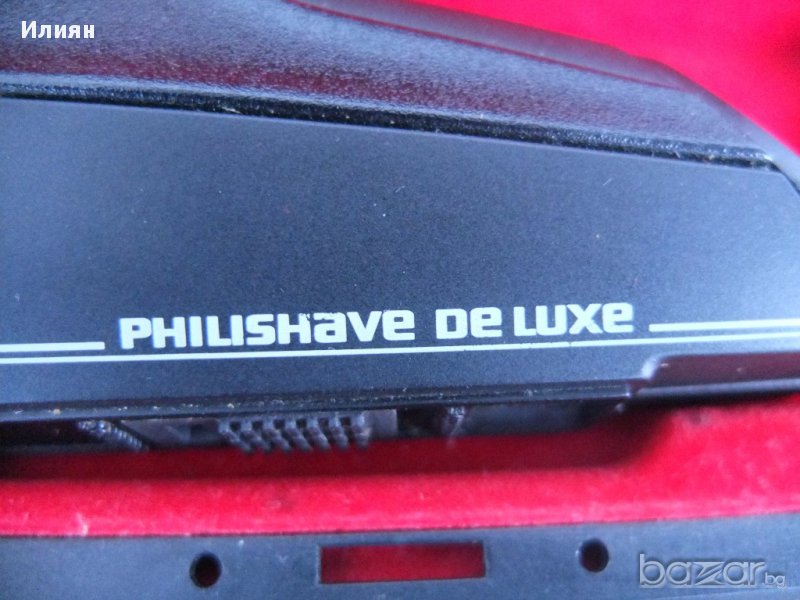 Илиян
PHILISHave De LUXe
bazar.bg